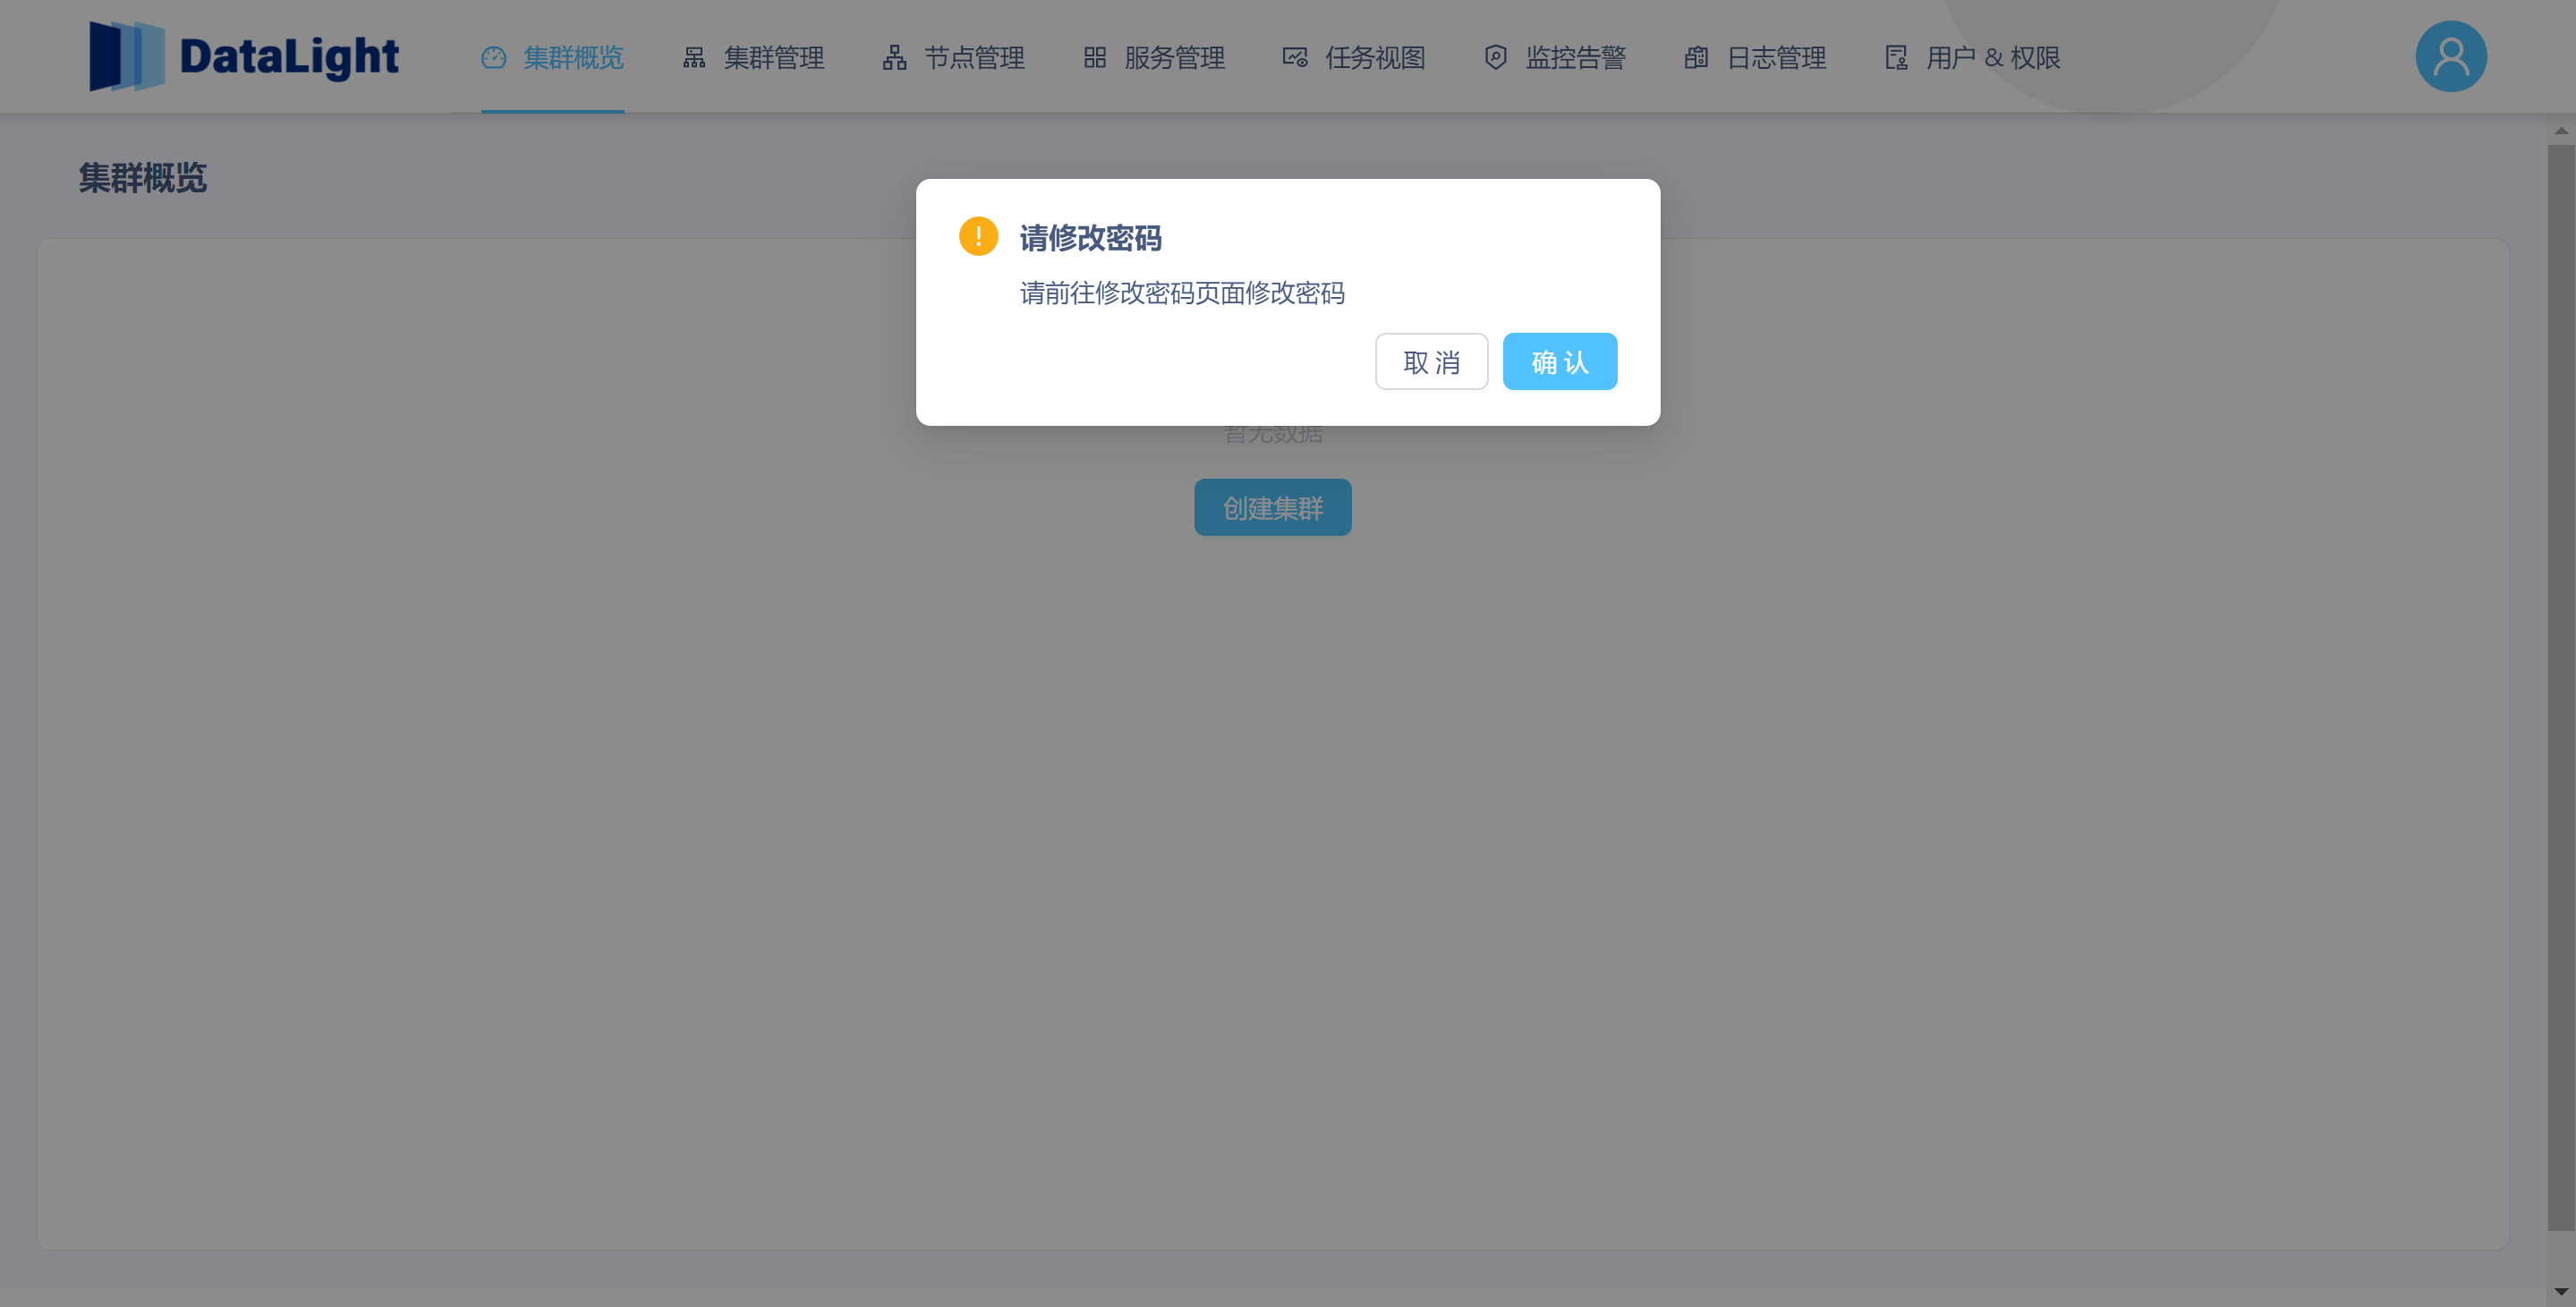 DataLight
集群概览
集群管理
节点管理
服务管理
任务视图
监控告警
日志管理
用户 & 权限
集群概览
请修改密码
请前往修改密码页面修改密码
取 消
确 认
暂无数据
创建集群